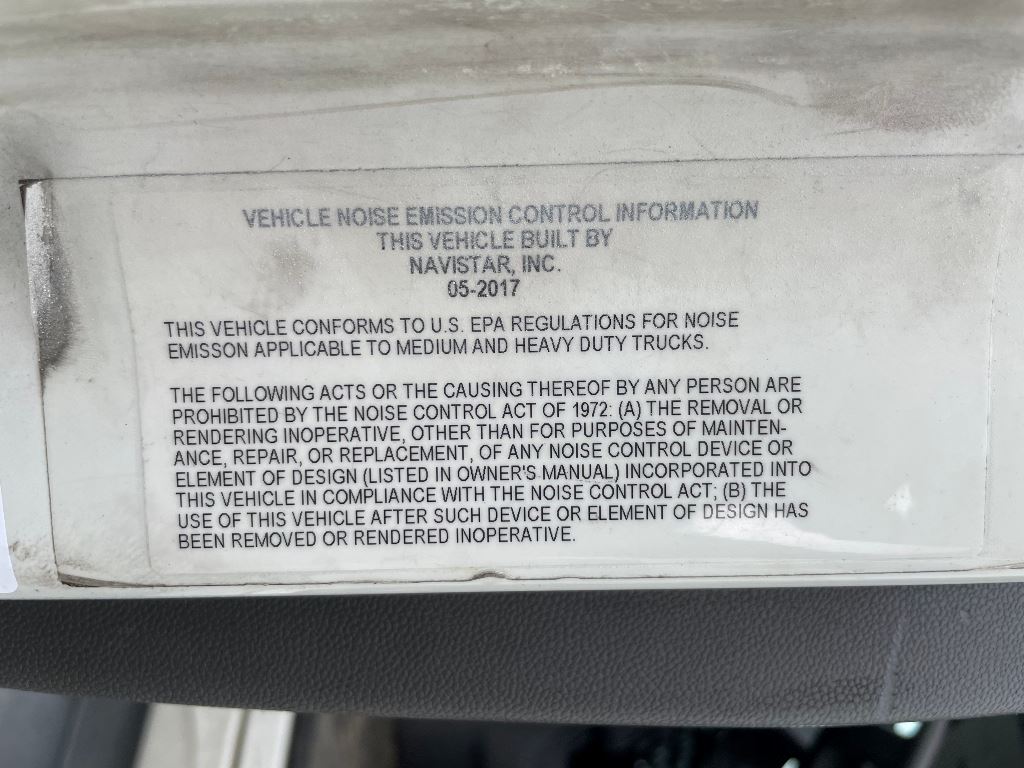 VEHICLE NOISE EMISSION CONTROL INFORMATION
THIS VEHICLE BUILT BY
NAVISTAR, INC.
05-2017
THIS VEHICLE CONFORMS TO U.S. EPA REGULATIONS FOR NOISE
EMISSON APPLICABLE TO MEDIUM AND HEAVY DUTY TRUCKS.
THE FOLLOWING ACTS OR THE CAUSING THEREOF BY ANY PERSON ARE
PROHIBITED BY THE NOISE CONTROL ACT OF 1972: (A) THE REMOVAL OR
RENDERING INOPERATIVE, OTHER THAN FOR PURPOSES OF MAINTEN-
ANCE, REPAIR, OR REPLACEMENT, OF ANY NOISE CONTROL DEVICE OR
ELEMENT OF DESIGN (LISTED IN OWNER'S MANUAL) INCORPORATED INTO
THIS VEHICLE IN COMPLIANCE WITH THE NOISE CONTROL ACT; (B) THE
USE OF THIS VEHICLE AFTER SUCH DEVICE OR ELEMENT OF DESIGN HAS
BEEN REMOVED OR RENDERED INOPERATIVE.